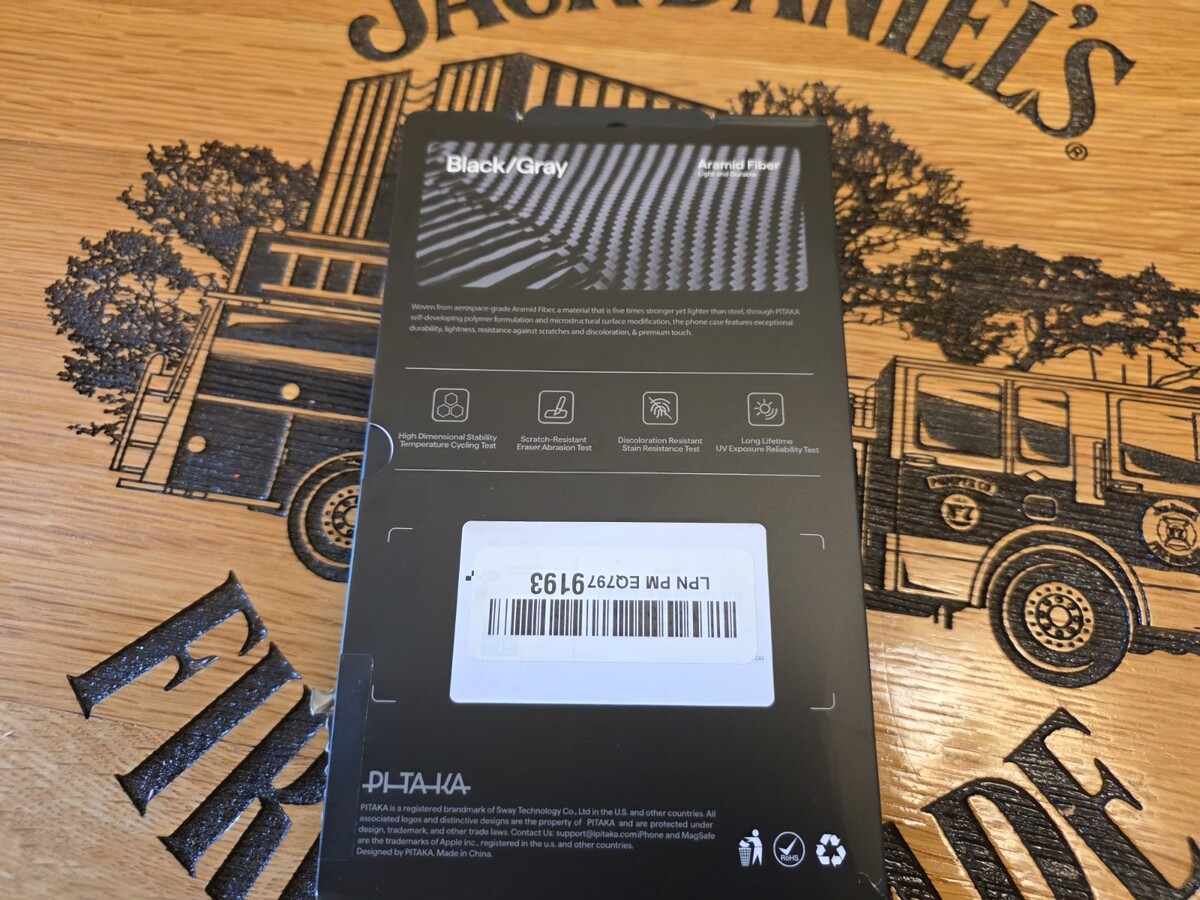 JACK DANIEL'S
®
Black/Gray
Aramid Fiber
Light and Durable
Woven from aerospace-grade Aramid Fiber, a material that is five times stronger yet lighter than steel, through PITAKA
self-developing polymer formulation and microstructural surface modification, the phone case features exceptional
durability, lightness, resistance against scratches and discoloration, & premium touch.
High Dimensional Stability
Temperature Cycling Test
Scratch-Resistant
Eraser Abrasion Test
Discoloration Resistant
Stain Resistance Test
Long Lifetime
UV Exposure Reliability Test
PUMPER CO
F7
LPN PM EQ7979193
PITAKA
PITAKA is a registered brandmark of Sway Technology Co., Ltd in the U.S. and other countries. All
associated logos and distinctive designs are the property of PITAKA and are protected under
design, trademark, and other trade laws. Contact Us: support@ipitaka.comiPhone and MagSafe
are the trademarks of Apple inc., registered in the u.s. and other countries.
Designed by PITAKA, Made in China.
RoHS